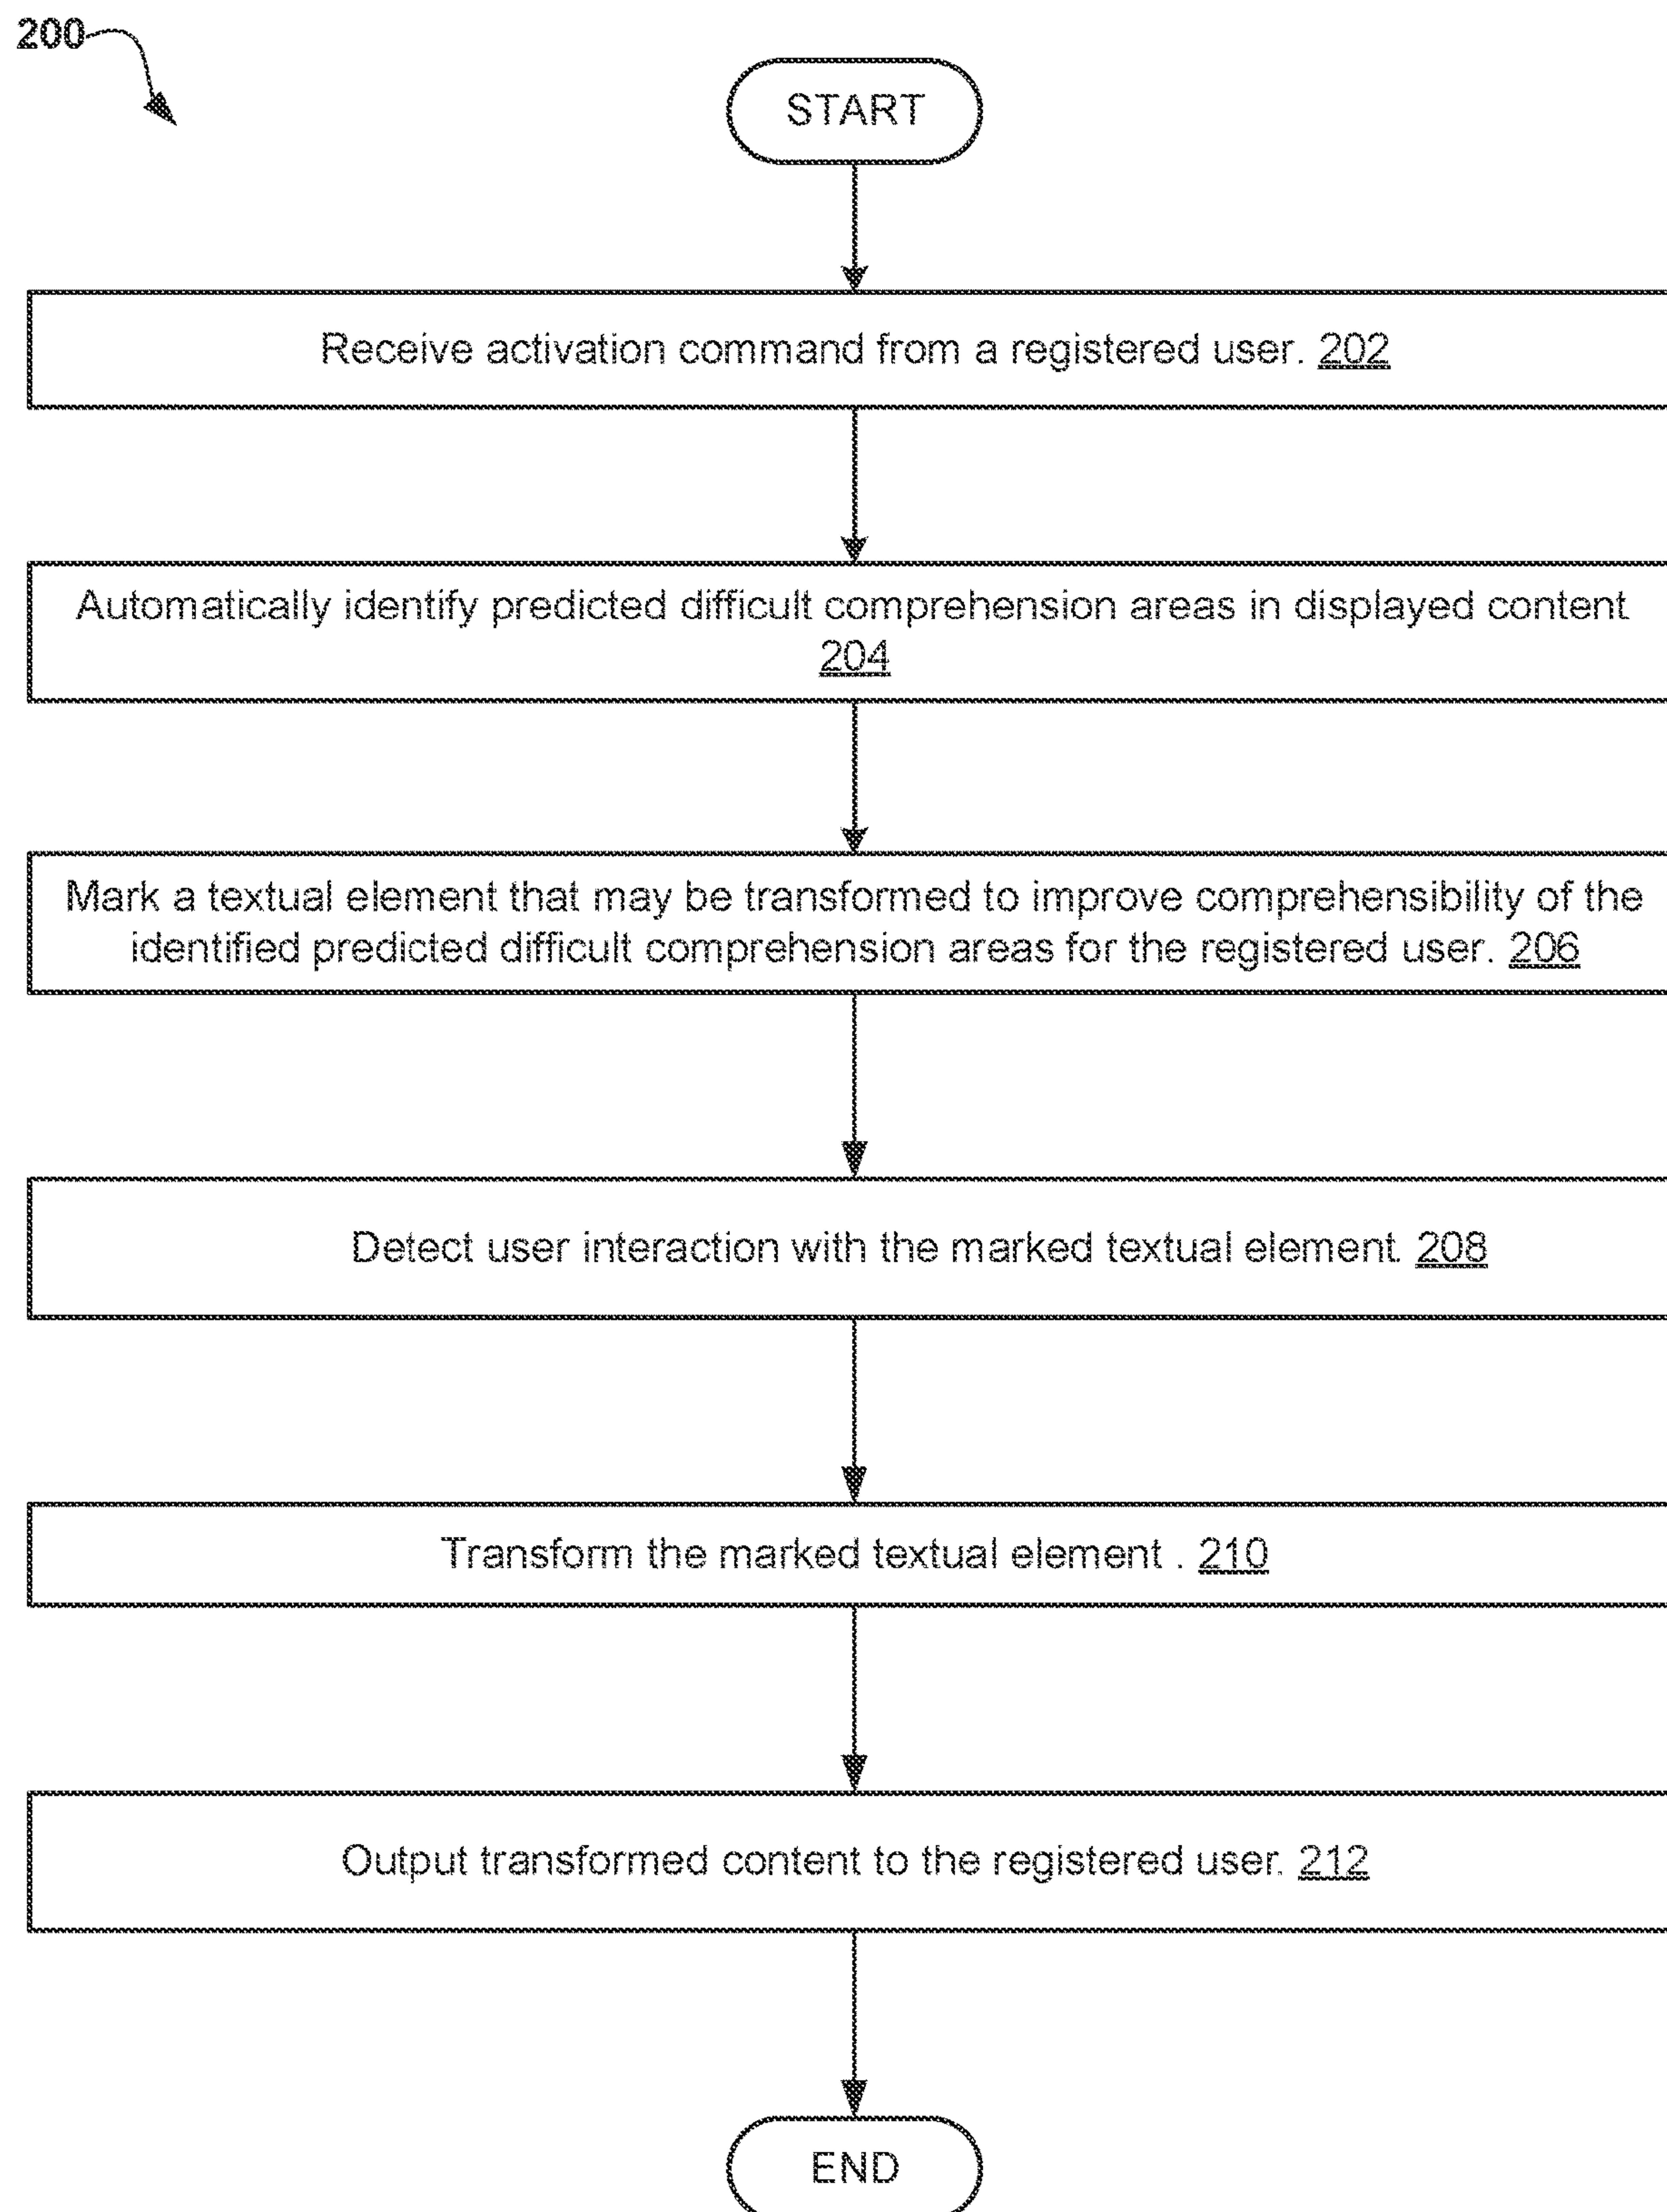 200
START
Receive activation command from a registered user. 202
Automatically identify predicted difficult comprehension areas in displayed content
204
Mark a textual element that may be transformed to improve comprehensibility of the
identified predicted difficult comprehension areas for the registered user. 206
Detect user interaction with the marked textual element. 208
Transform the marked textual element . 210
Output transformed content to the registered user. 212
END